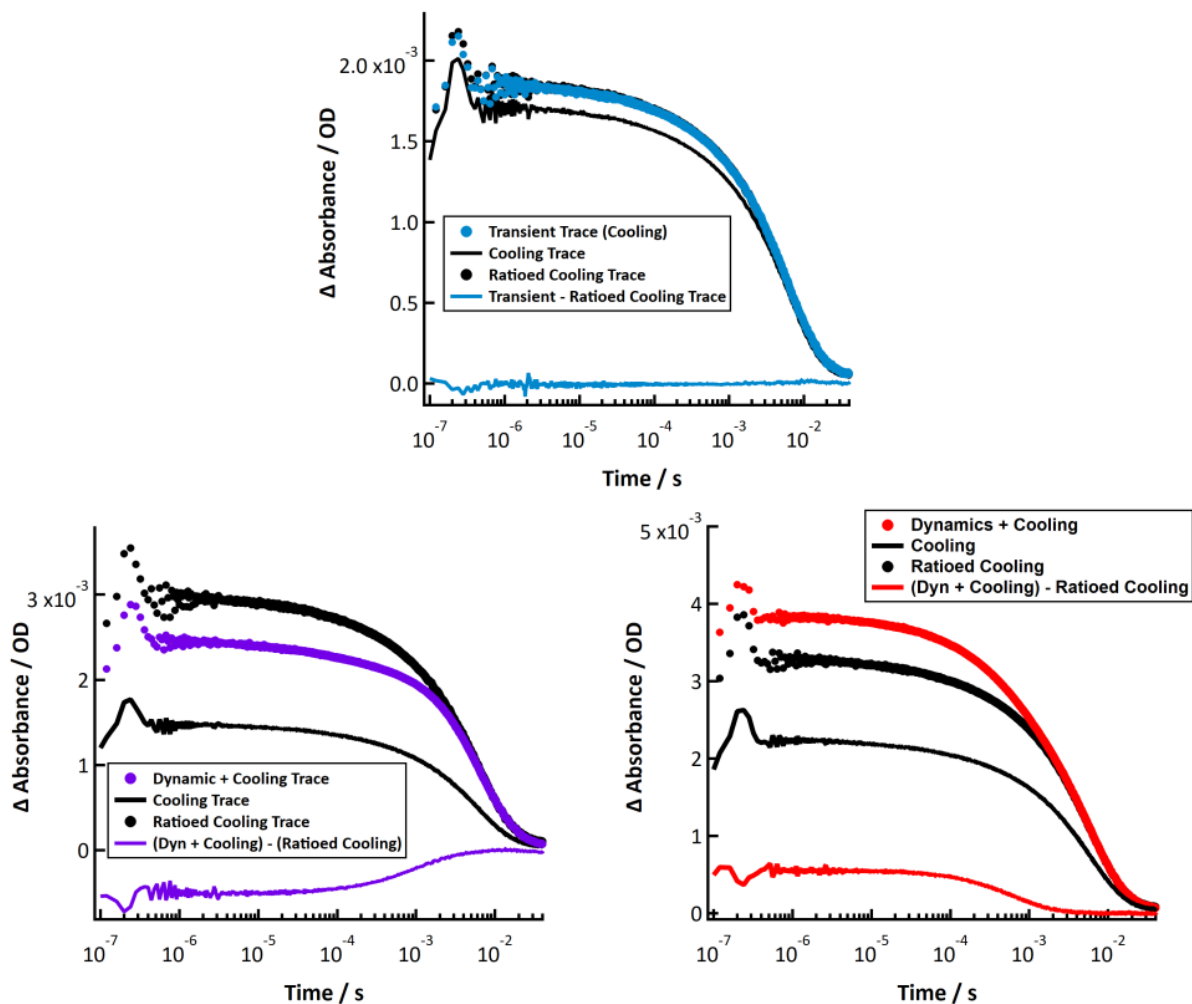 2.0 x10⁻³
1.5
1.0
0.5
0.0
Δ Absorbance / OD
Transient Trace (Cooling)
Cooling Trace
Ratioed Cooling Trace
Transient - Ratioed Cooling Trace
10⁻⁷ 10⁻⁶ 10⁻⁵ 10⁻⁴ 10⁻³ 10⁻²
Time / s
3 x10⁻³
2
1
0
Δ Absorbance / OD
Dynamic + Cooling Trace
Cooling Trace
Ratioed Cooling Trace
(Dyn + Cooling) - (Ratioed Cooling)
10⁻⁷ 10⁻⁶ 10⁻⁵ 10⁻⁴ 10⁻³ 10⁻²
Time / s
5 x10⁻³
4
3
2
1
0
Δ Absorbance / OD
Dynamics + Cooling
Cooling
Ratioed Cooling
(Dyn + Cooling) - Ratioed Cooling
10⁻⁷ 10⁻⁶ 10⁻⁵ 10⁻⁴ 10⁻³ 10⁻²
Time / s